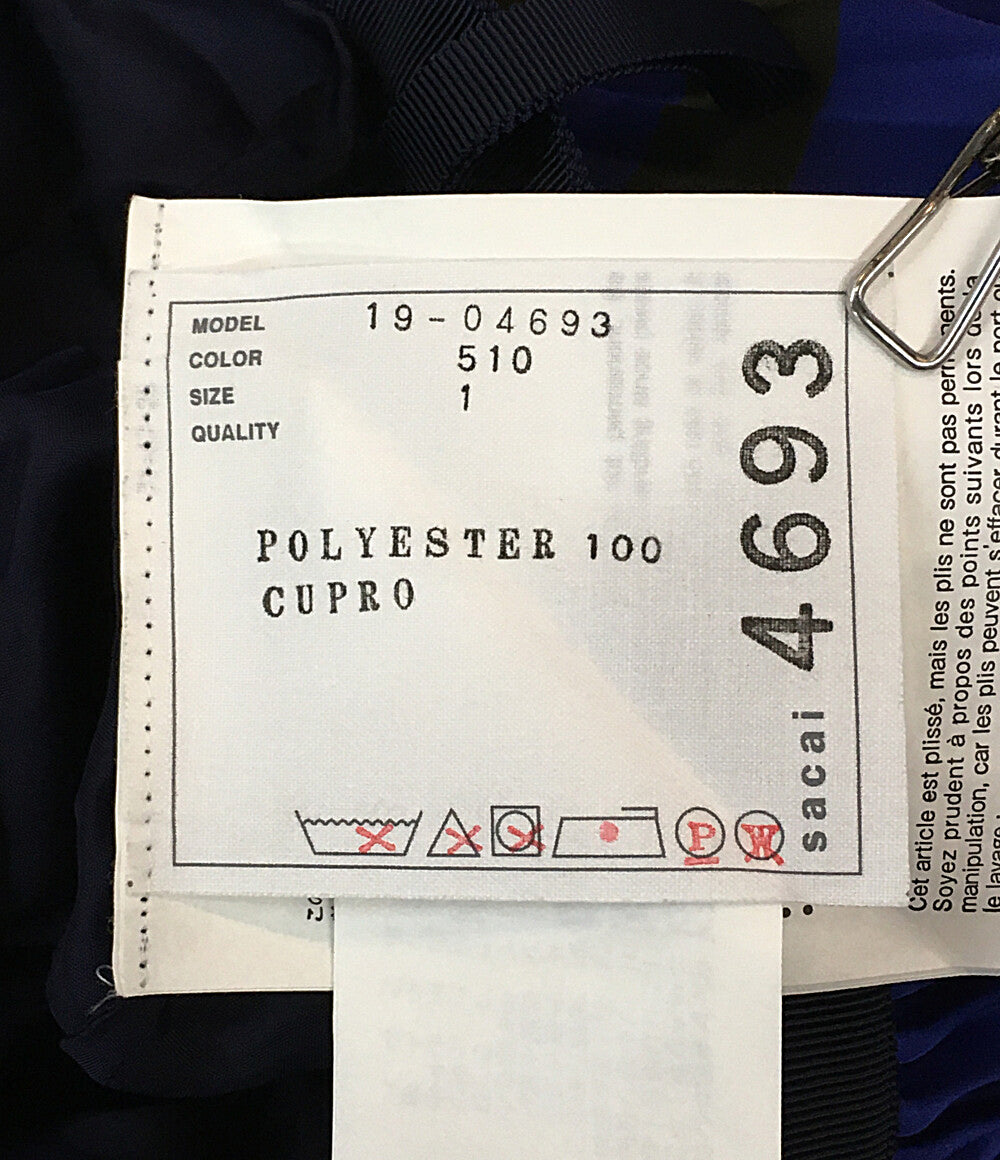 MODEL 19-04693
COLOR 510
SIZE 1
QUALITY
POLYESTER 100
CUPRO
P W
sacai 4693
Cet article est plissé, mais les plis ne sont pas permanents.
Soyez prudent à propos des points suivants lors de la
manipulation, car les plis peuvent s'effacer durant le port ou
le lavage